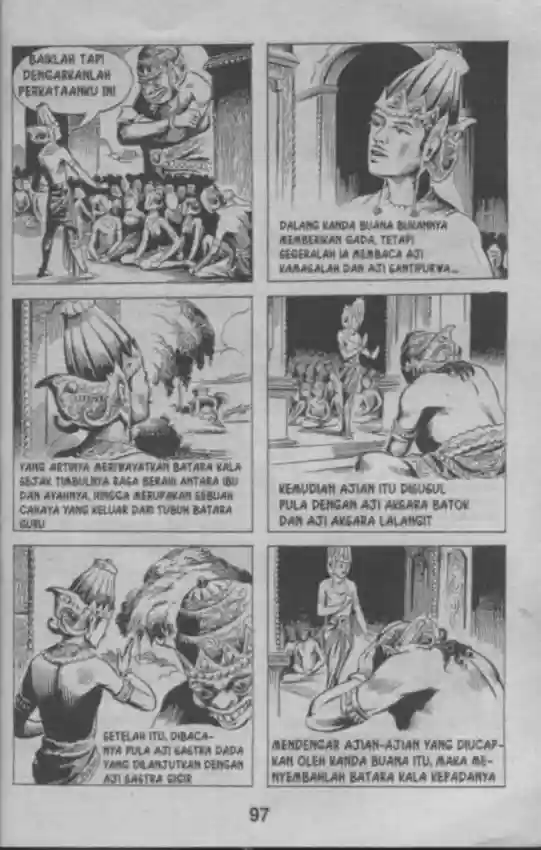 BAIKLAH TAPI
DENGARKANLAH
PERKATAANKU INI
DALANG KANDA BUANA BUKANNYA
MEMBERIKAN GADA, TETAPI
SEGERALAH IA MEMBACA AJI
KAMASALAH DAN AJI SANTIPURWA...
YANG ARTINYA MERIWAYATKAN BATARA KALA
SEJAK TIMBULNYA RASA BERAHI ANTARA IBU
DAN AYAHNYA, HINGGA MERUPAKAN SEBUAH
CAHAYA YANG KELUAR DARI TUBUH BATARA
GURU
KEMUDIAN AJIAN ITU DISUSUL
PULA DENGAN AJI AKSARA BATOK
DAN AJI AKSARA LALANGIT
SETELAH ITU, DIBACA-
NYA PULA AJI SASTRA DADA
YANG DILANJUTKAN DENGAN
AJI SASTRA GIGIR
MENDENGAR AJIAN-AJIAN YANG DIUCAP-
KAN OLEH KANDA BUANA ITU, MAKA ME-
NYEMBAHLAH BATARA KALA KEPADANYA
97